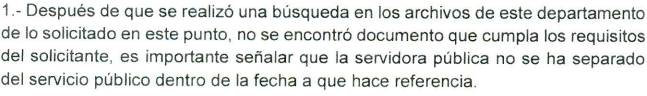 1.- Después de que se realizó una búsqueda en los archivos de este departamento
de lo solicitado en este punto, no se encontró documento que cumpla los requisitos
del solicitante, es importante señalar que la servidora pública no se ha separado
del servicio público dentro de la fecha a que hace referencia.